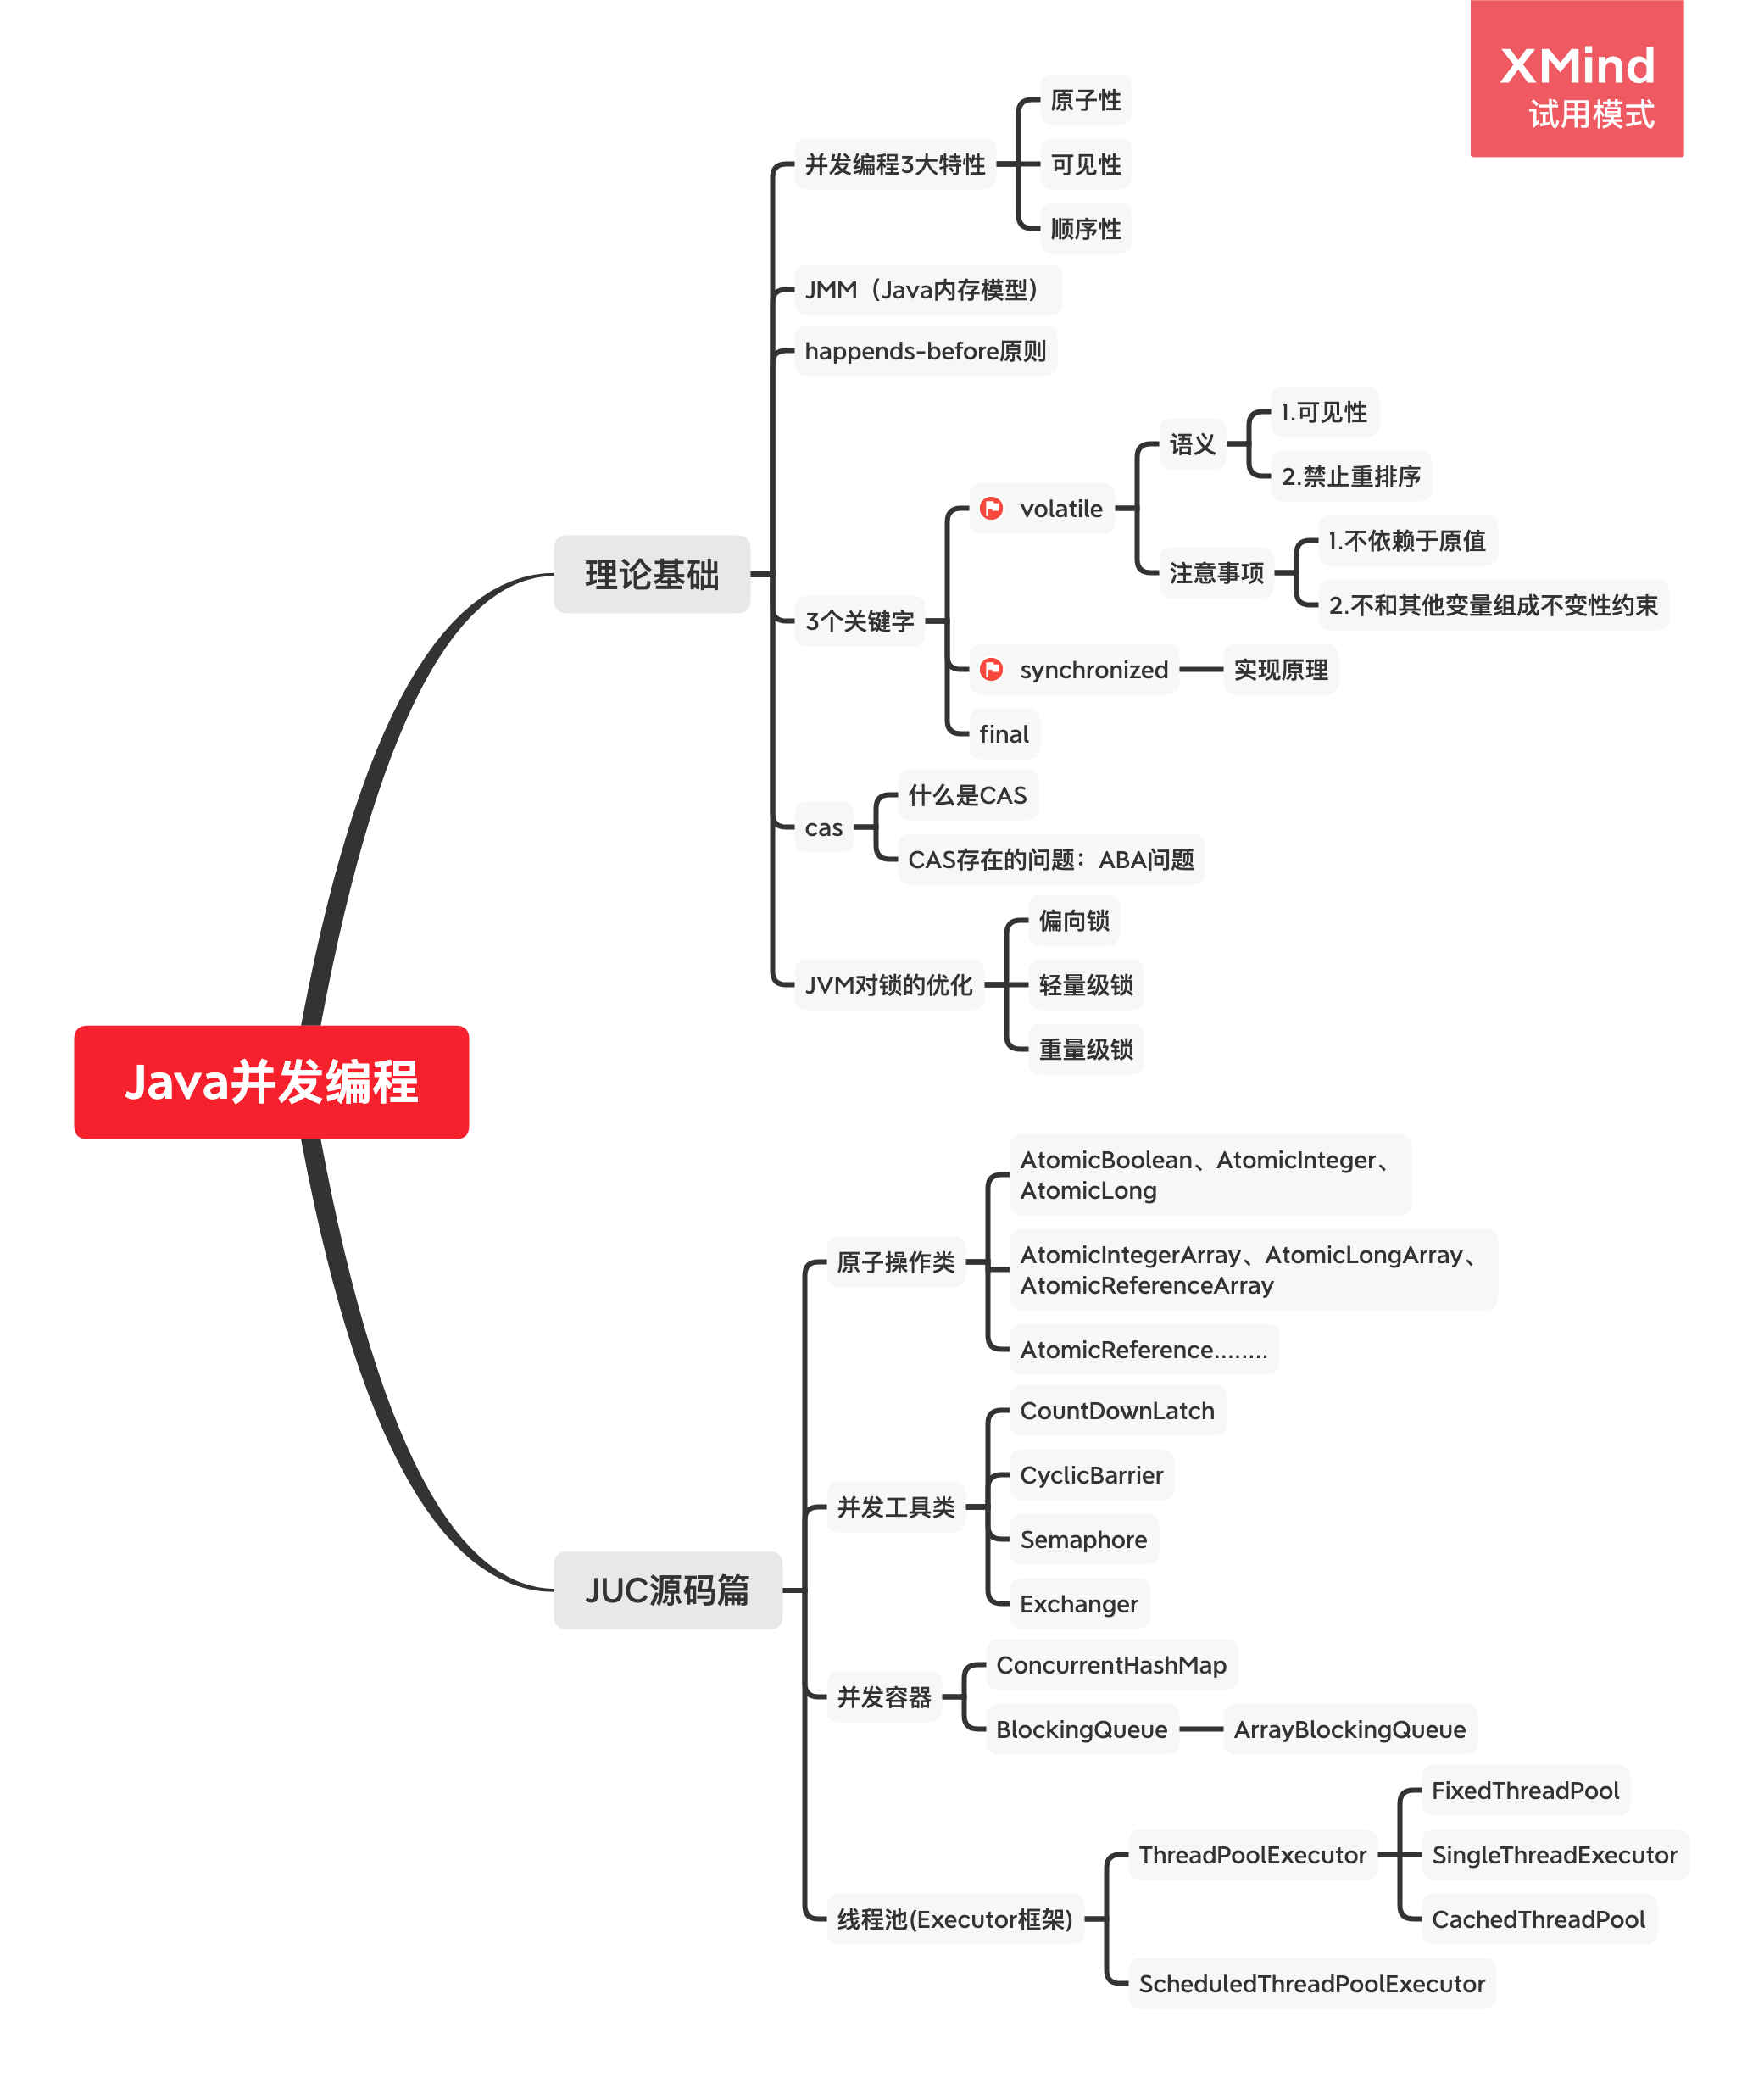 XMind
试用模式
Java并发编程
理论基础
并发编程3大特性
原子性
可见性
顺序性
JMM（Java内存模型）
happends-before原则
3个关键字
volatile
语义
1.可见性
2.禁止重排序
注意事项
1.不依赖于原值
2.不和其他变量组成不变性约束
synchronized
实现原理
final
cas
什么是CAS
CAS存在的问题：ABA问题
JVM对锁的优化
偏向锁
轻量级锁
重量级锁
JUC源码篇
原子操作类
AtomicBoolean、AtomicInteger、
AtomicLong
AtomicIntegerArray、AtomicLongArray、
AtomicReferenceArray
AtomicReference........
并发工具类
CountDownLatch
CyclicBarrier
Semaphore
Exchanger
并发容器
ConcurrentHashMap
BlockingQueue
ArrayBlockingQueue
线程池(Executor框架)
ThreadPoolExecutor
FixedThreadPool
SingleThreadExecutor
CachedThreadPool
ScheduledThreadPoolExecutor